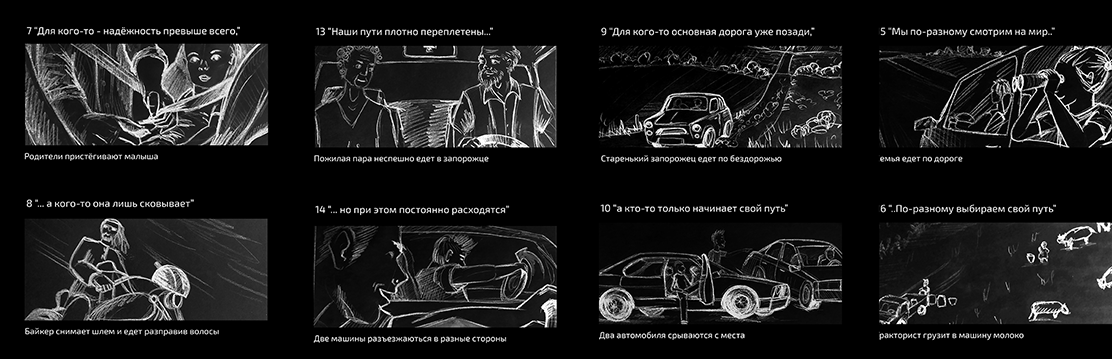 7 "Для кого-то - надёжность превыше всего,"
Родители пристёгивают малыша
13 "Наши пути плотно переплетены..."
Пожилая пара неспешно едет в запорожце
9 "Для кого-то основная дорога уже позади,"
Старенький запорожец едет по бездорожью
5 "Мы по-разному смотрим на мир.."
емья едет по дороге
8 "... а кого-то она лишь сковывает"
Байкер снимает шлем и едет расправив волосы
14 "... но при этом постоянно расходятся"
Две машины разъезжаються в разные стороны
10 "а кто-то только начинает свой путь"
Два автомобиля срываются с места
6 "..По-разному выбираем свой путь"
ракторист грузит в машину молоко